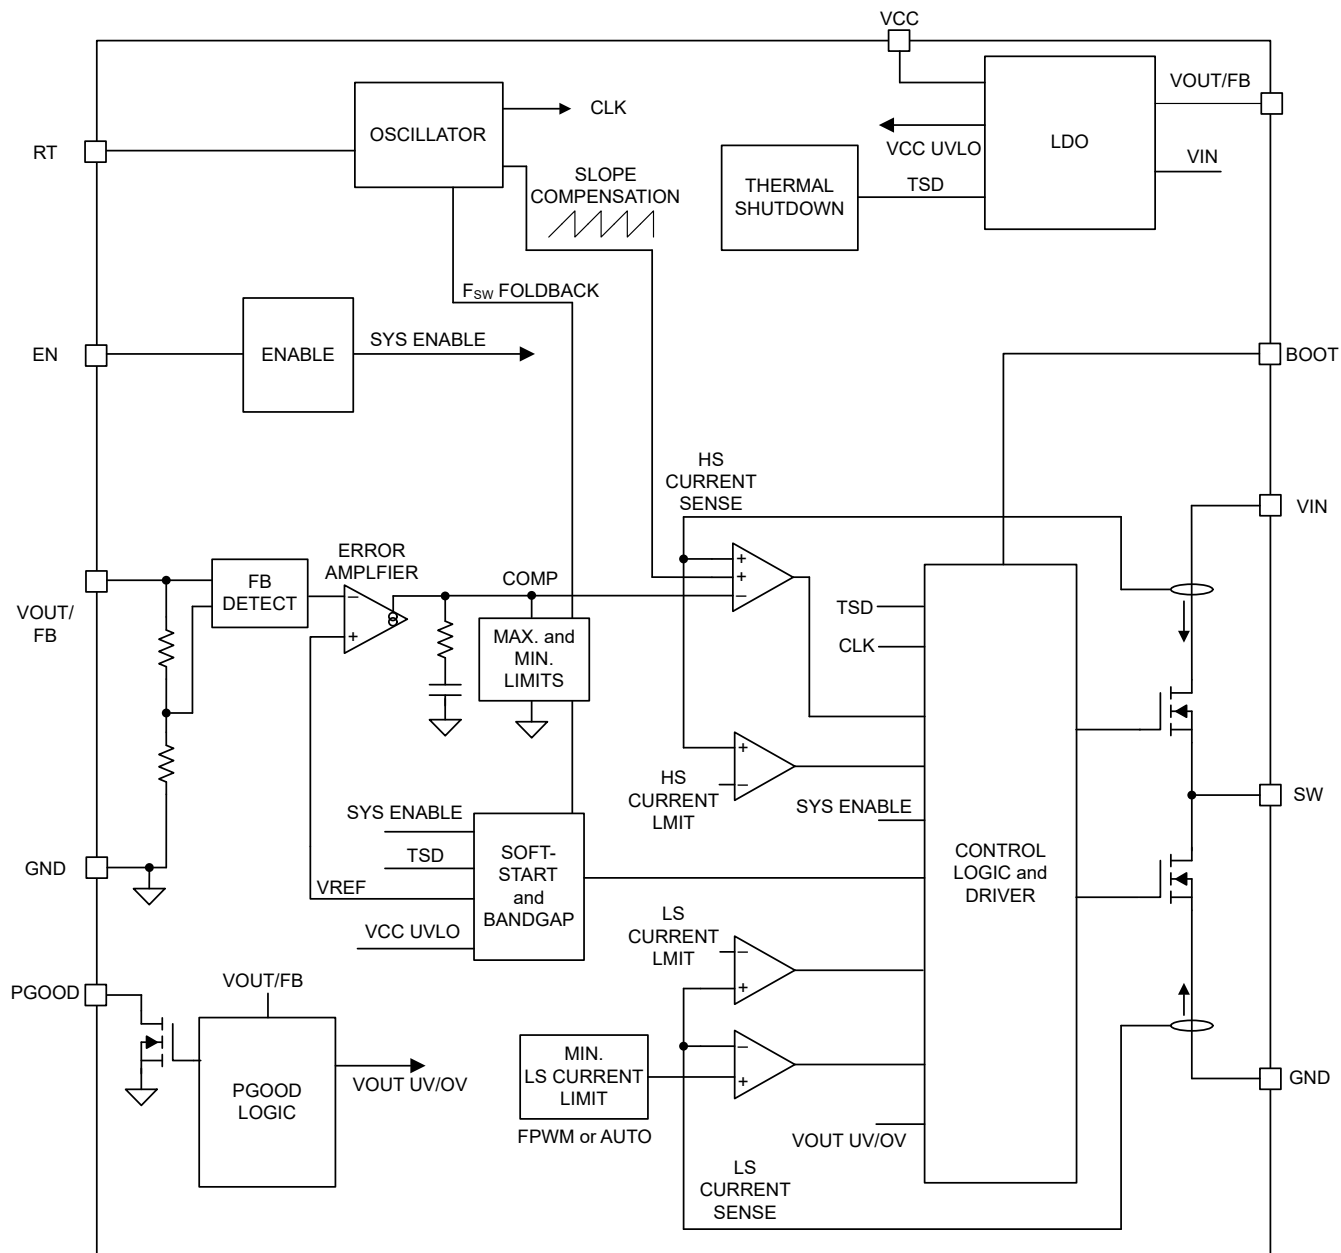 VCC
OSCILLATOR
CLK
RT
SLOPE
COMPENSATION
THERMAL
SHUTDOWN
TSD
VCC UVLO
LDO
VOUT/FB
VIN
FSW FOLDBACK
EN
ENABLE
SYS ENABLE
BOOT
HS
CURRENT
SENSE
VIN
VOUT/
FB
FB
DETECT
ERROR
AMPLFIER
−
+
COMP
MAX. and
MIN.
LIMITS
+
+
−
TSD
CLK
+
−
HS
CURRENT
LMIT
SYS ENABLE
SW
CONTROL
LOGIC and
DRIVER
SYS ENABLE
TSD
VREF
VCC UVLO
SOFT-
START
and
BANDGAP
GND
LS
CURRENT
LMIT
−
+
−
+
MIN.
LS CURRENT
LIMIT
FPWM or AUTO
VOUT UV/OV
LS
CURRENT
SENSE
GND
PGOOD
VOUT/FB
PGOOD
LOGIC
VOUT UV/OV